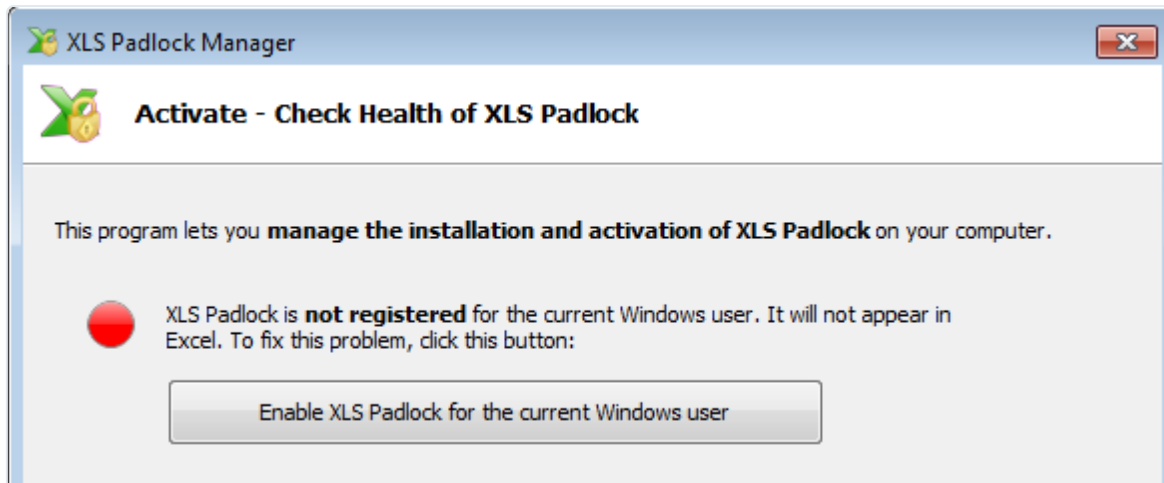 XLS Padlock Manager
Activate - Check Health of XLS Padlock
This program lets you manage the installation and activation of XLS Padlock on your computer.
XLS Padlock is not registered for the current Windows user. It will not appear in
Excel. To fix this problem, click this button:
Enable XLS Padlock for the current Windows user